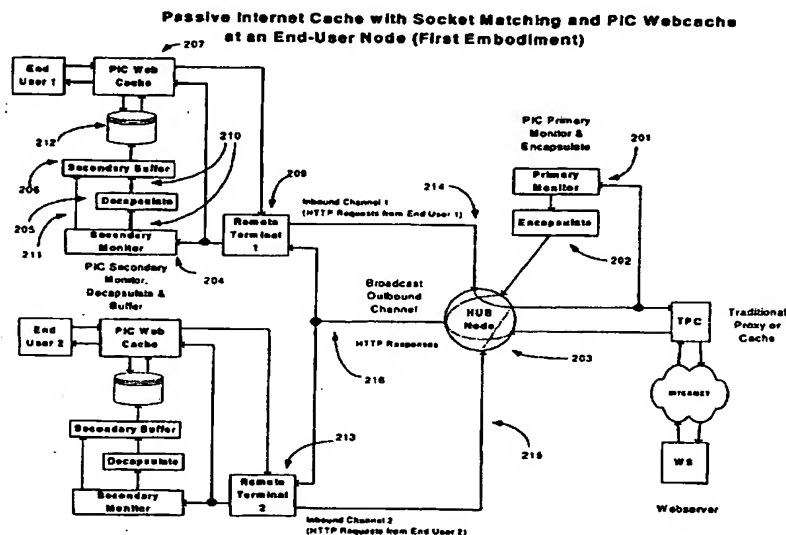 Passive Internet Cache with Socket Matching and PIC Webcache
at an End-User Node (First Embodiment)
207
End
User 1
PIC Web
Cache
212
210
206
Secondary Buffer
205
Decapsulate
211
Secondary
Monitor
204
PIC Secondary
Monitor,
Decapsulate &
Buffer
209
Remote
Terminal
1
Inbound Channel 1
(HTTP Requests from End User 1)
214
PIC Primary
Monitor &
Encapsulate
201
Primary
Monitor
Encapsulate
202
Broadcast
Outbound
Channel
HUB
Node
HTTP Responses
203
216
TPC
Traditional
Proxy or
Cache
INTERNET
WS
Webserver
215
End
User 2
PIC Web
Cache
Secondary Buffer
Decapsulate
Secondary
Monitor
213
Remote
Terminal
2
Inbound Channel 2
(HTTP Requests from End User 2)